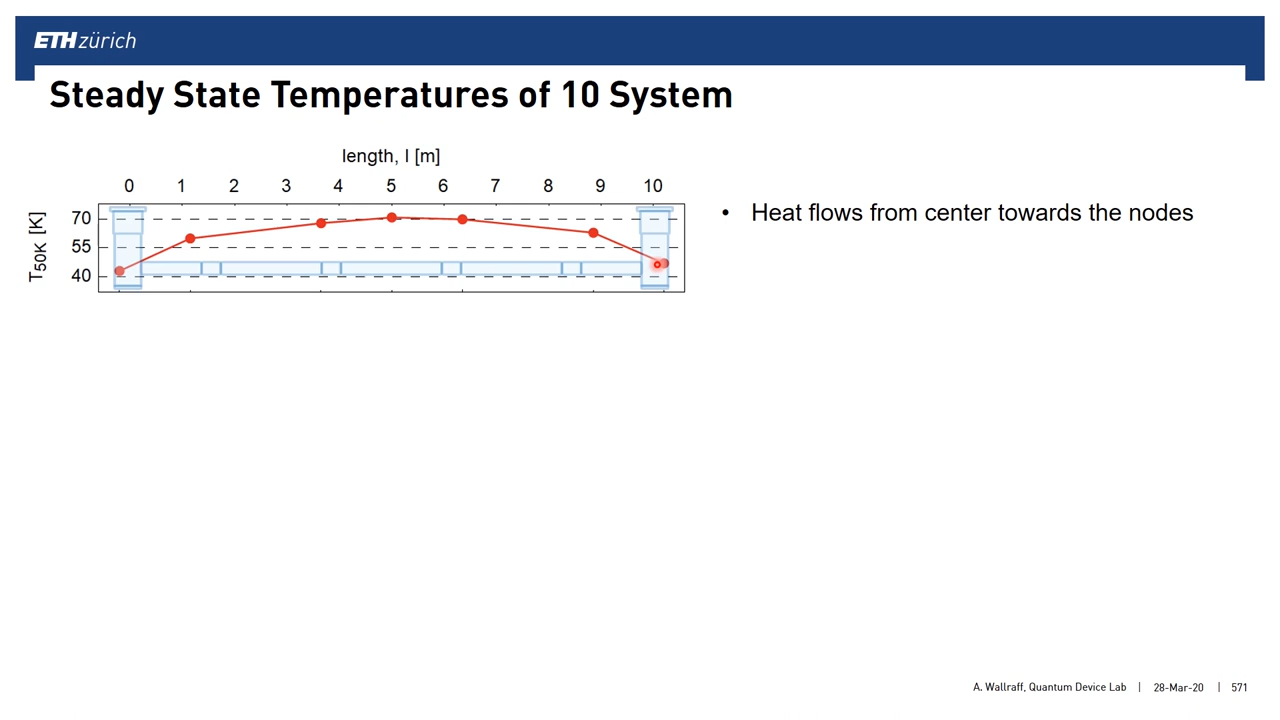 ETH zürich
Steady State Temperatures of 10 System
length, l [m]
0 1 2 3 4 5 6 7 8 9 10
T50K [K]
70
55
40
• Heat flows from center towards the nodes
A. Wallraff, Quantum Device Lab | 28-Mar-20 | 571